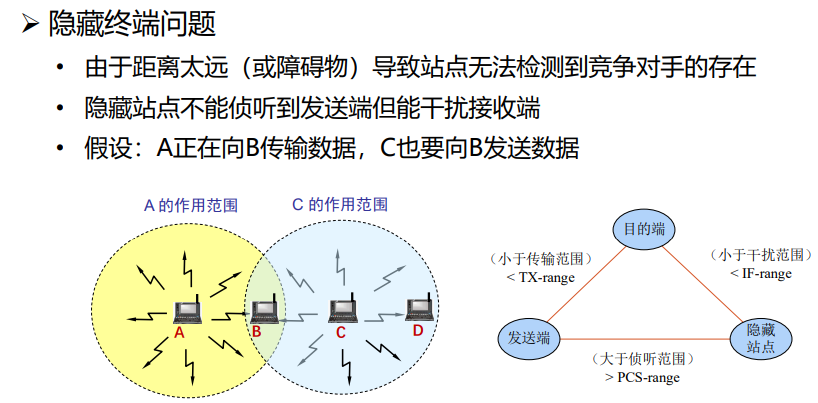 ➢ 隐藏终端问题
• 由于距离太远（或障碍物）导致站点无法检测到竞争对手的存在
• 隐藏站点不能侦听到发送端但能干扰接收端
• 假设：A正在向B传输数据，C也要向B发送数据
A 的作用范围
C 的作用范围
A
B
C
D
目的端
（小于传输范围）
< TX-range
（小于干扰范围）
< IF-range
发送端
隐藏
站点
（大于侦听范围）
> PCS-range